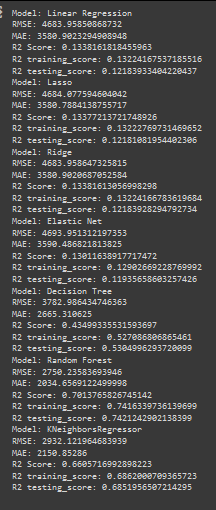 Model: Linear Regression
RMSE: 4683.95850868732
MAE: 3580.9023294908948
R2 Score: 0.1338161818455963
R2 training_score: 0.13224167537185516
R2 testing_score: 0.12183933404220437
Model: Lasso
RMSE: 4684.077594604042
MAE: 3580.7884138755717
R2 Score: 0.13377213721748926
R2 training_score: 0.13222769731469652
R2 testing_score: 0.12181081954402306
Model: Ridge
RMSE: 4683.958647325815
MAE: 3580.9020687052584
R2 Score: 0.13381613056998298
R2 training_score: 0.13224166783619684
R2 testing_score: 0.12183928294792734
Model: Elastic Net
RMSE: 4693.951312197353
MAE: 3590.486821813825
R2 Score: 0.13011638917717472
R2 training_score: 0.12902669228769992
R2 testing_score: 0.11935658603257426
Model: Decision Tree
RMSE: 3782.986434746363
MAE: 2665.310625
R2 Score: 0.43499335531593697
R2 training_score: 0.527086806865461
R2 testing_score: 0.5304996293720099
Model: Random Forest
RMSE: 2750.23583693946
MAE: 2034.6569122499998
R2 Score: 0.7013765826745142
R2 training_score: 0.7416339736139699
R2 testing_score: 0.7421242902138399
Model: KNeighborsRegressor
RMSE: 2932.121964683939
MAE: 2150.85286
R2 Score: 0.6605716992898223
R2 training_score: 0.6862000709365723
R2 testing_score: 0.6851956507214295